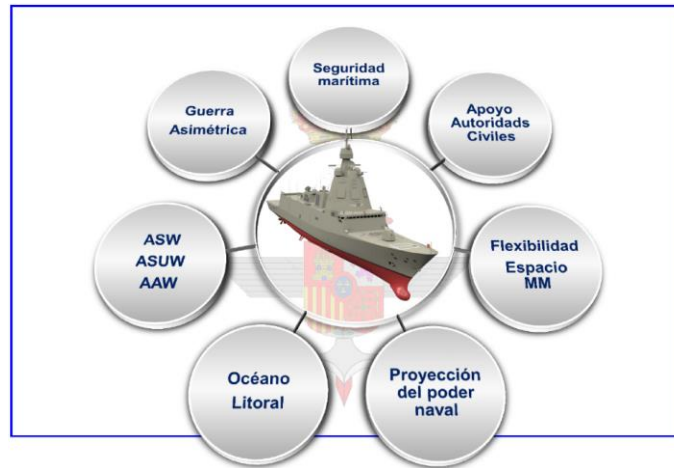 Seguridad
marítima
Apoyo
Autoridads
Civiles
Flexibilidad
Espacio
MM
Proyección
del poder
naval
Océano
Litoral
ASW
ASUW
AAW
Guerra
Asimétrica